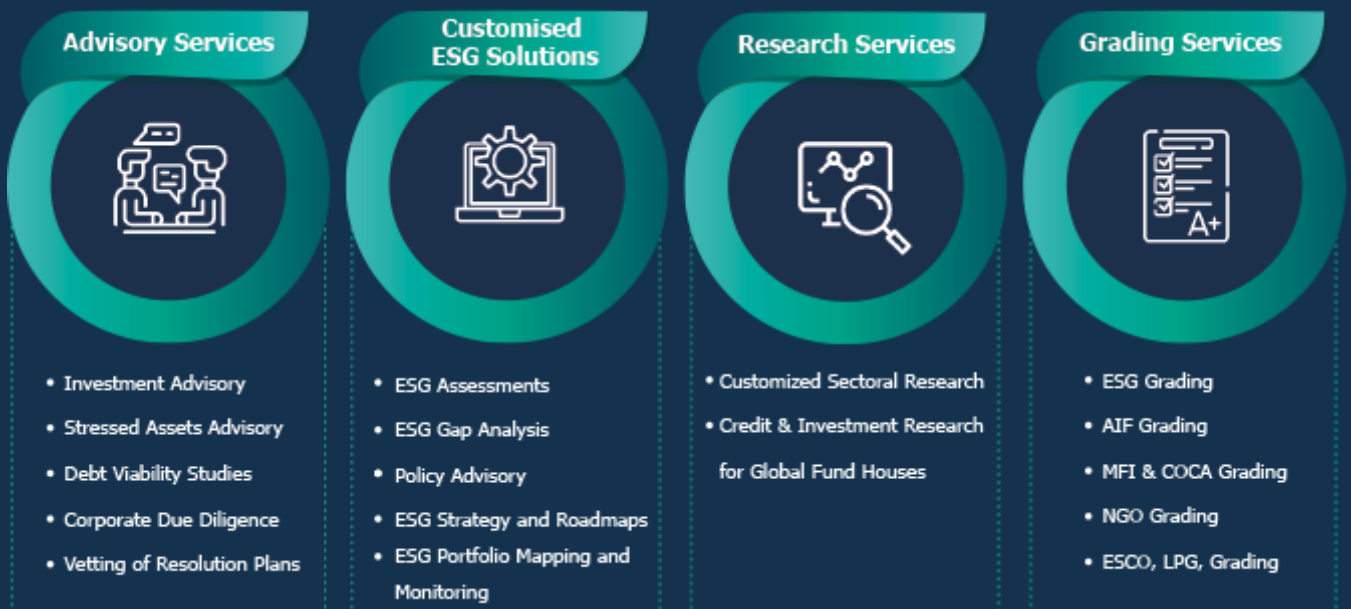 Advisory Services
• Investment Advisory
• Stressed Assets Advisory
• Debt Viability Studies
• Corporate Due Diligence
• Vetting of Resolution Plans
Customised
ESG Solutions
• ESG Assessments
• ESG Gap Analysis
• Policy Advisory
• ESG Strategy and Roadmaps
• ESG Portfolio Mapping and
Monitoring
Research Services
• Customized Sectoral Research
• Credit & Investment Research
for Global Fund Houses
Grading Services
A+
• ESG Grading
• AIF Grading
• MFI & COCA Grading
• NGO Grading
• ESCO, LPG, Grading